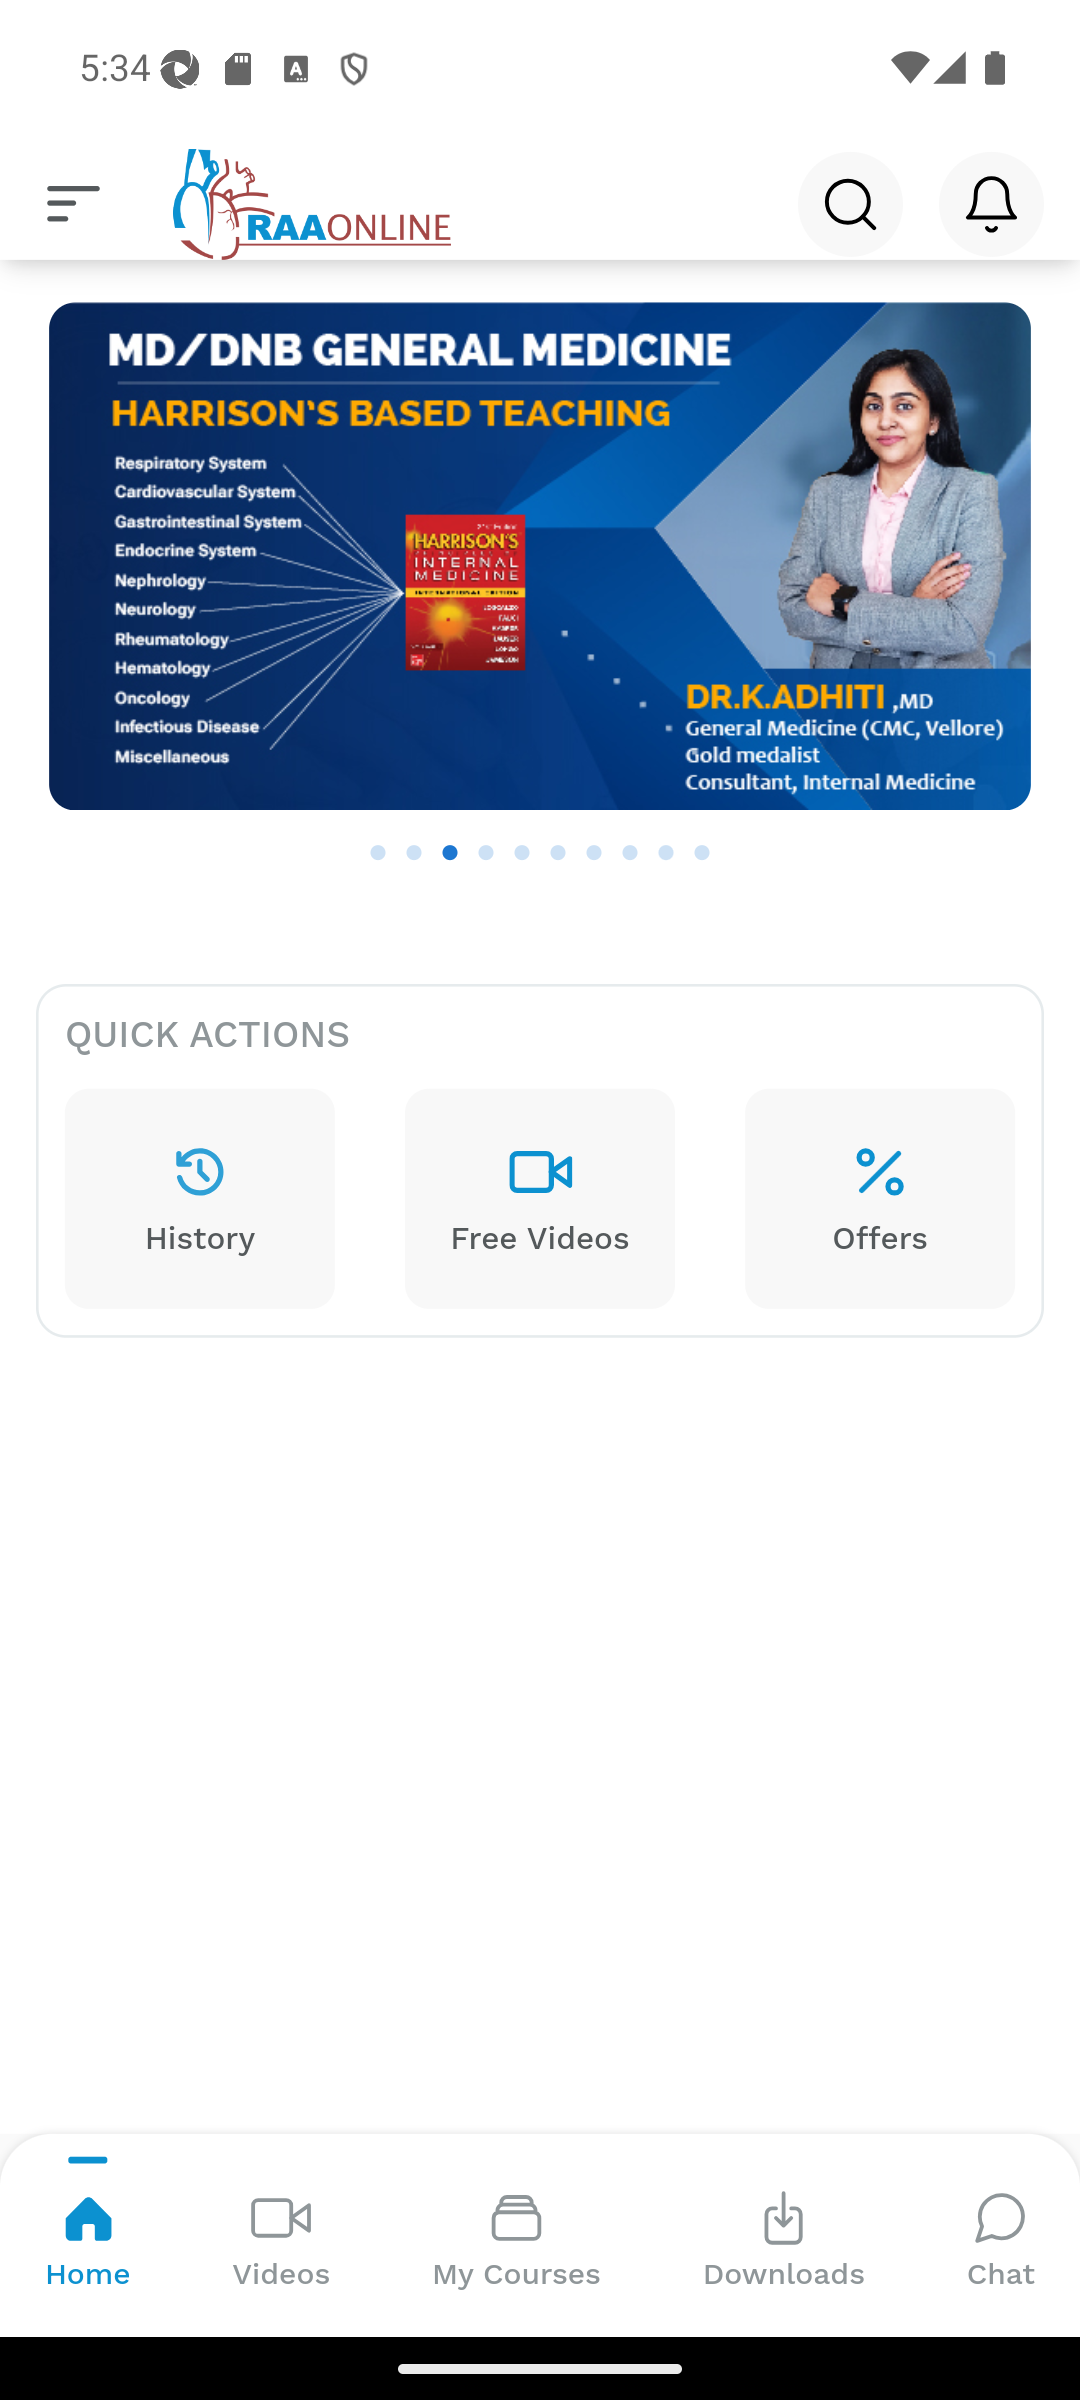 5:34
RAAONLINE
MD/DNB GENERAL MEDICINE
HARRISON'S BASED TEACHING
Respiratory System
Cardiovascular System
Gastrointestinal System
Endocrine System
Nephrology
Neurology
Rheumatology
Hematology
Oncology
Infectious Disease
Miscellaneous
HARRISON'S
INTERNAL
MEDICINE
INTERNATIONAL EDITION
DR.K.ADHITI ,MD
General Medicine (CMC, Vellore)
Gold medalist
Consultant, Internal Medicine
QUICK ACTIONS
History
Free Videos
Offers
Home
Videos
My Courses
Downloads
Chat